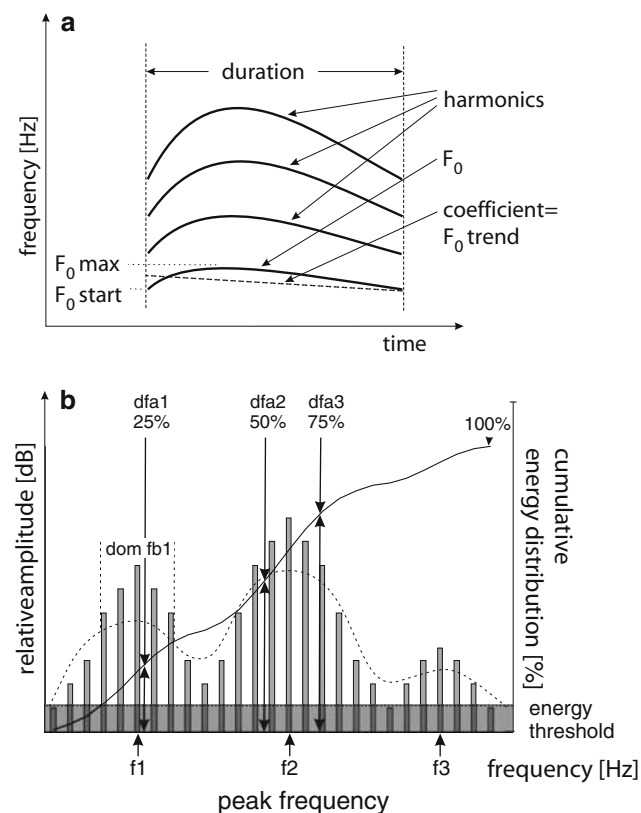 a
duration
harmonics
F0
coefficient=
F0 trend
frequency [Hz]
F0 max
F0 start
time
b
dfa1
25%
dfa2
50%
dfa3
75%
100%
dom fb1
relativeamplitude [dB]
cumulative
energy distribution [%]
energy
threshold
f1
f2
f3
frequency [Hz]
peak frequency